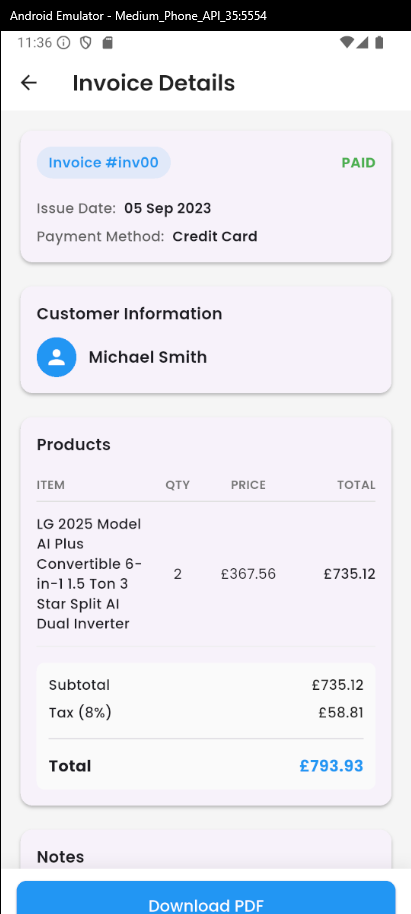 Android Emulator - Medium_Phone_API_35:5554
11:36
Invoice Details
Invoice #inv00 PAID
Issue Date: 05 Sep 2023
Payment Method: Credit Card
Customer Information
Michael Smith
Products
ITEM QTY PRICE TOTAL
LG 2025 Model
AI Plus
Convertible 6-
in-1 1.5 Ton 3
Star Split AI
Dual Inverter
2 £367.56 £735.12
Subtotal £735.12
Tax (8%) £58.81
Total £793.93
Notes
Download PDF